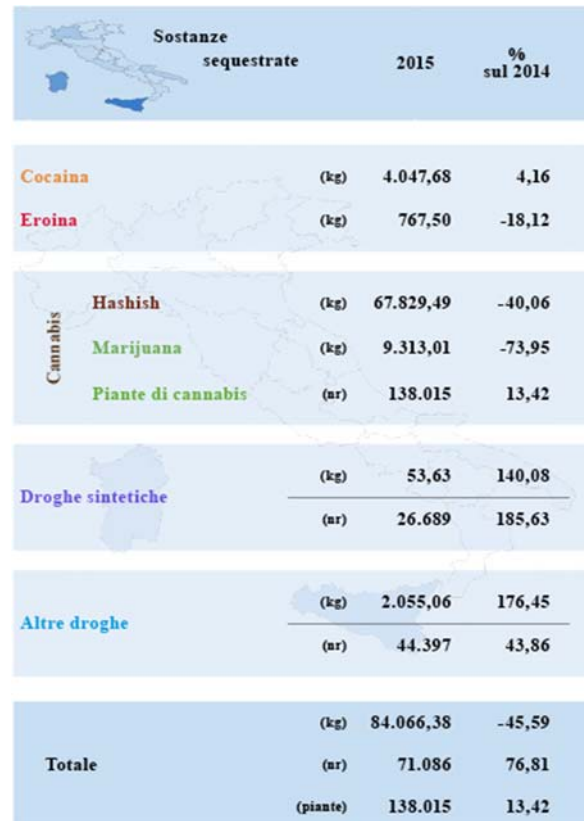 Sostanze
sequestrate 2015 %
sul 2014
Cocaina (kg) 4.047,68 4,16
Eroina (kg) 767,50 -18,12
Cannabis
Hashish (kg) 67.829,49 -40,06
Marijuana (kg) 9.313,01 -73,95
Piante di cannabis (nr) 138.015 13,42
Droghe sintetiche
(kg) 53,63 140,08
(nr) 26.689 185,63
Altre droghe
(kg) 2.055,06 176,45
(nr) 44.397 43,86
Totale
(kg) 84.066,38 -45,59
(nr) 71.086 76,81
(piante) 138.015 13,42